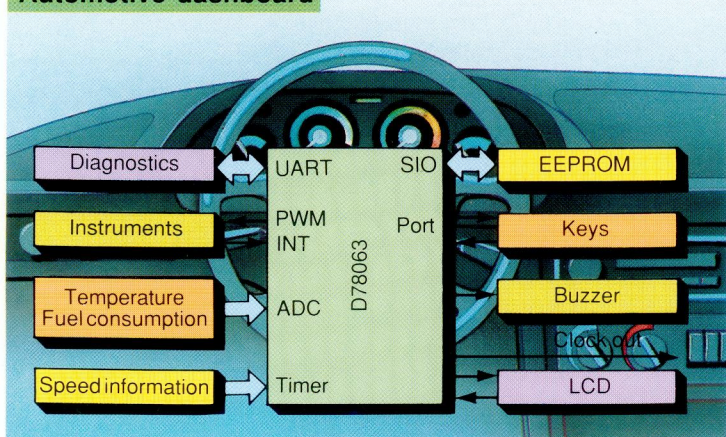 Automotive dashboard
Diagnostics
UART
SIO
EEPROM
Instruments
PWM
INT
Port
Keys
D78063
Temperature
Fuel consumption
ADC
Buzzer
Clock out
Speed information
Timer
LCD